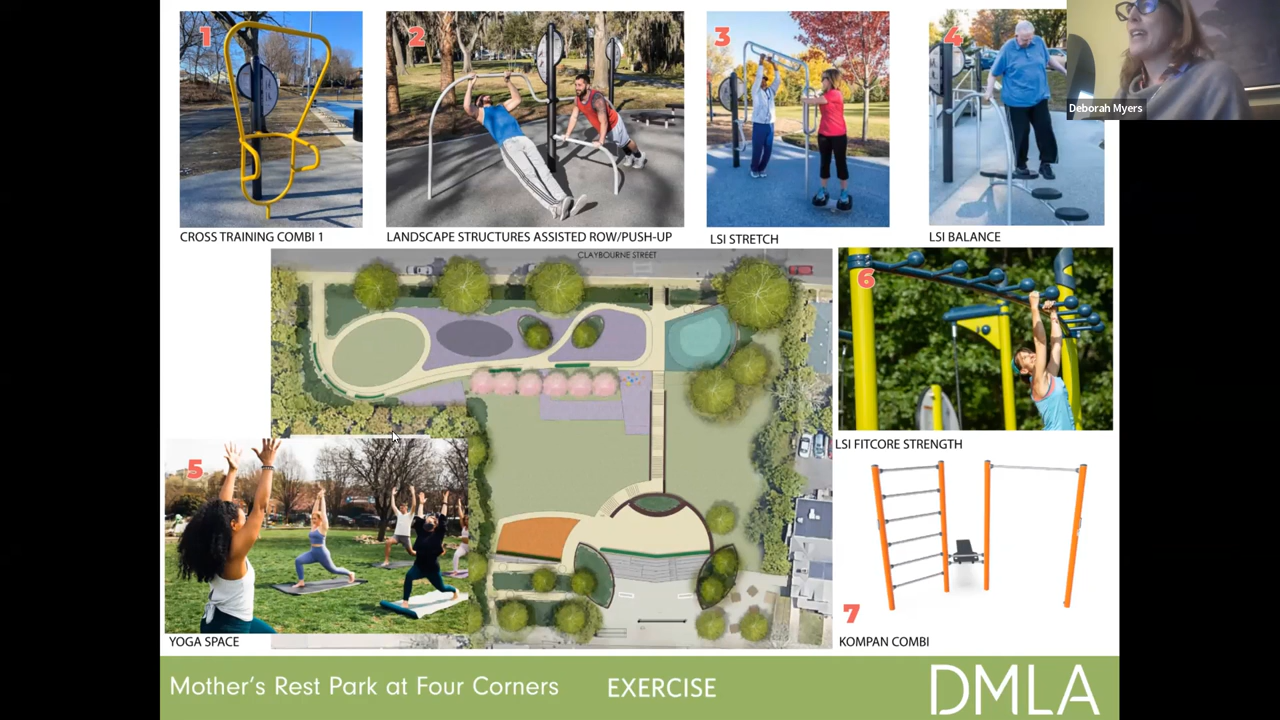 1
2
3
4
Deborah Myers
CROSS TRAINING COMBI 1
LANDSCAPE STRUCTURES ASSISTED ROW/PUSH-UP
LSI STRETCH
LSI BALANCE
CLAYBOURNE STREET
6
LSI FITCORE STRENGTH
5
7
YOGA SPACE
KOMPAN COMBI
Mother's Rest Park at Four Corners
EXERCISE
DMLA